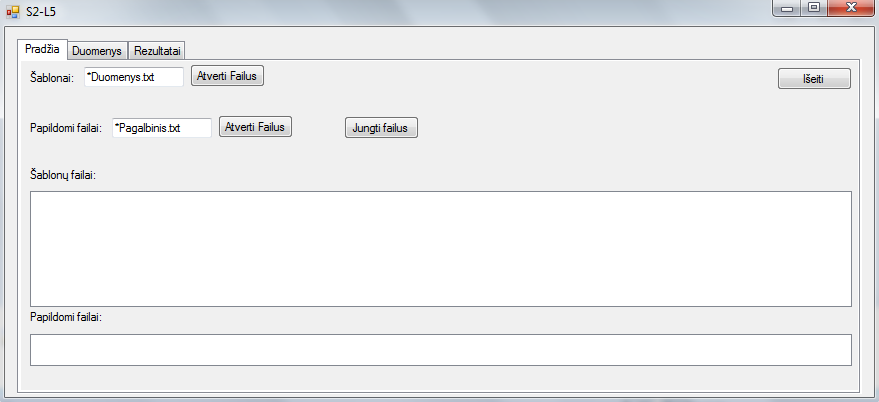 S2-L5
Pradžia Duomenys Rezultatai
Šablonai: *Duomenys.txt Atverti Failus Išeiti
Papildomi failai: *Pagalbinis.txt Atverti Failus Jungti failus
Šablonų failai:
Papildomi failai: